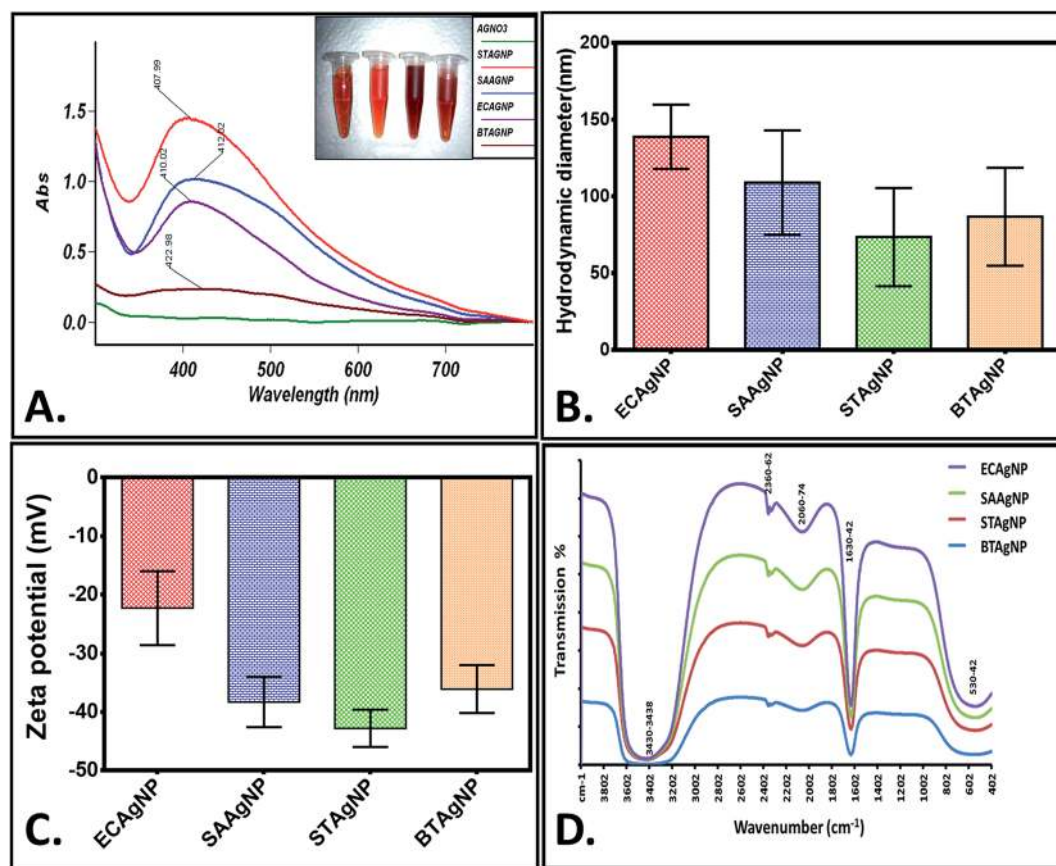 AGNO3
STAGNP
SAAGNP
ECAGNP
BTAGNP
407.99
412.02
410.02
422.98
Abs
1.5
1.0
0.5
0.0
400 500 600 700
Wavelength (nm)
A.
Hydrodynamic diameter(nm)
200
150
100
50
0
ECAgNP SAAgNP STAgNP BTAgNP
B.
Zeta potential (mV)
0
-10
-20
-30
-40
-50
ECAgNP SAAgNP STAgNP BTAgNP
C.
ECAgNP
SAAgNP
STAgNP
BTAgNP
2360-62
2060-74
1630-42
530-42
3430-3438
Transmission %
cm-1 3802 3602 3402 3202 3002 2802 2602 2402 2202 2002 1802 1602 1402 1202 1002 802 602 402
Wavenumber (cm-1)
D.